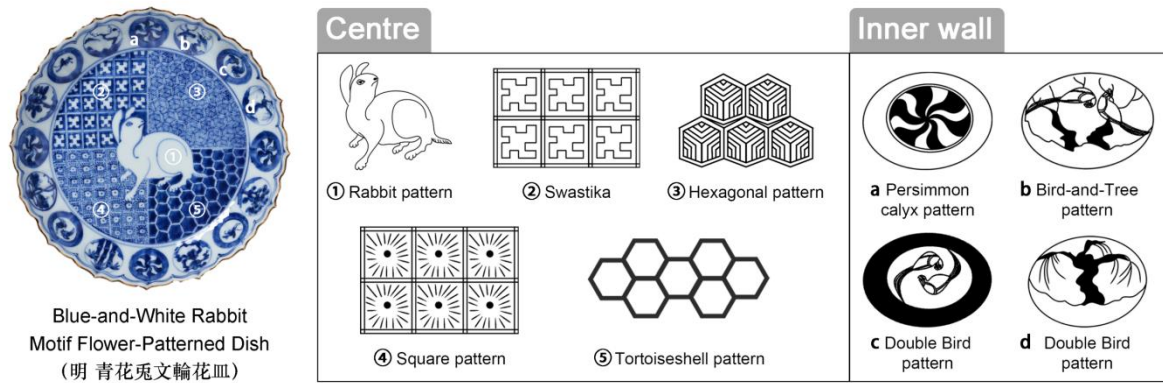 a
b
c
d
②
③
①
④
⑤
Blue-and-White Rabbit
Motif Flower-Patterned Dish
(明 青花兎文輪花皿)
Centre
① Rabbit pattern
② Swastika
③ Hexagonal pattern
④ Square pattern
⑤ Tortoiseshell pattern
Inner wall
a Persimmon
calyx pattern
b Bird-and-Tree
pattern
c Double Bird
pattern
d Double Bird
pattern